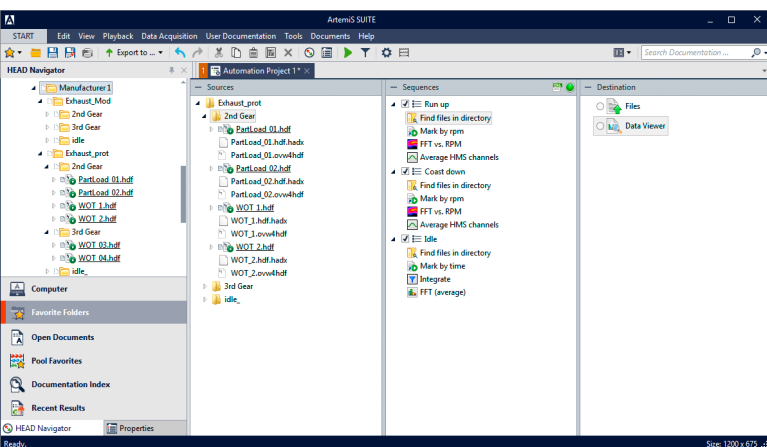 ArtemiS SUITE
START Edit View Playback Data Acquisition User Documentation Tools Documents Help
Export to ... Search Documentation ...
HEAD Navigator
1 Automation Project 1*
Manufacturer 1
Exhaust_Mod
2nd Gear
3rd Gear
idle
Exhaust_prot
2nd Gear
PartLoad 01.hdf
PartLoad 02.hdf
WOT 1.hdf
WOT 2.hdf
3rd Gear
WOT 03.hdf
WOT 04.hdf
idle_
Computer
Favorite Folders
Open Documents
Pool Favorites
Documentation Index
Recent Results
HEAD Navigator Properties
Sources
Exhaust_prot
2nd Gear
PartLoad 01.hdf
PartLoad_01.hdf.hadx
PartLoad_01.ovw4hdf
PartLoad 02.hdf
PartLoad_02.hdf.hadx
PartLoad_02.ovw4hdf
WOT 1.hdf
WOT_1.hdf.hadx
WOT_1.ovw4hdf
WOT 2.hdf
WOT_2.hdf.hadx
WOT_2.ovw4hdf
3rd Gear
idle_
Sequences
Run up
Find files in directory
Mark by rpm
FFT vs. RPM
Average HMS channels
Coast down
Find files in directory
Mark by rpm
FFT vs. RPM
Average HMS channels
Idle
Find files in directory
Mark by time
Integrate
FFT (average)
Destination
Files
Data Viewer
Ready.
Size: 1200 x 675